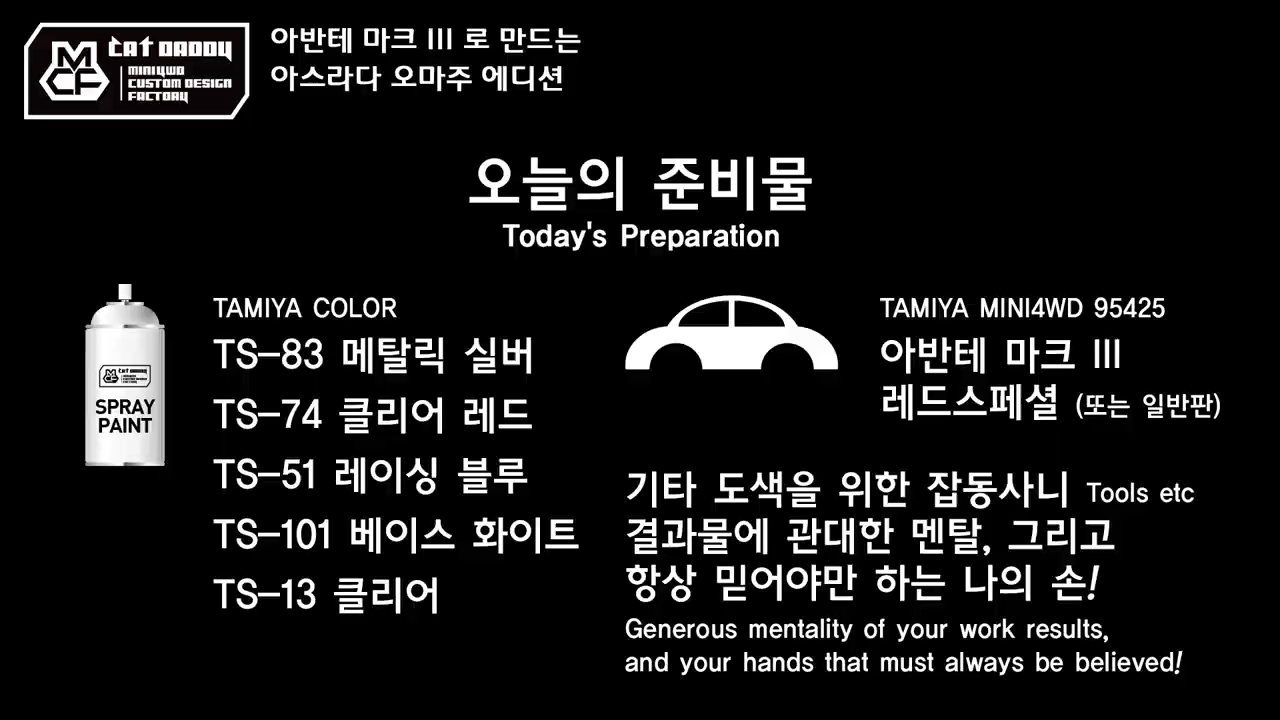 MCF
CAT DADDY
MINI4WD
CUSTOM DESIGN
FACTORY
아반테 마크 III 로 만드는
아스라다 오마주 에디션
오늘의 준비물
Today's Preparation
CAT DADDY
SPRAY
PAINT
TAMIYA COLOR
TS-83 메탈릭 실버
TS-74 클리어 레드
TS-51 레이싱 블루
TS-101 베이스 화이트
TS-13 클리어
TAMIYA MINI4WD 95425
아반테 마크 III
레드스페셜 (또는 일반판)
기타 도색을 위한 잡동사니 Tools etc
결과물에 관대한 멘탈, 그리고
항상 믿어야만 하는 나의 손!
Generous mentality of your work results,
and your hands that must always be believed!